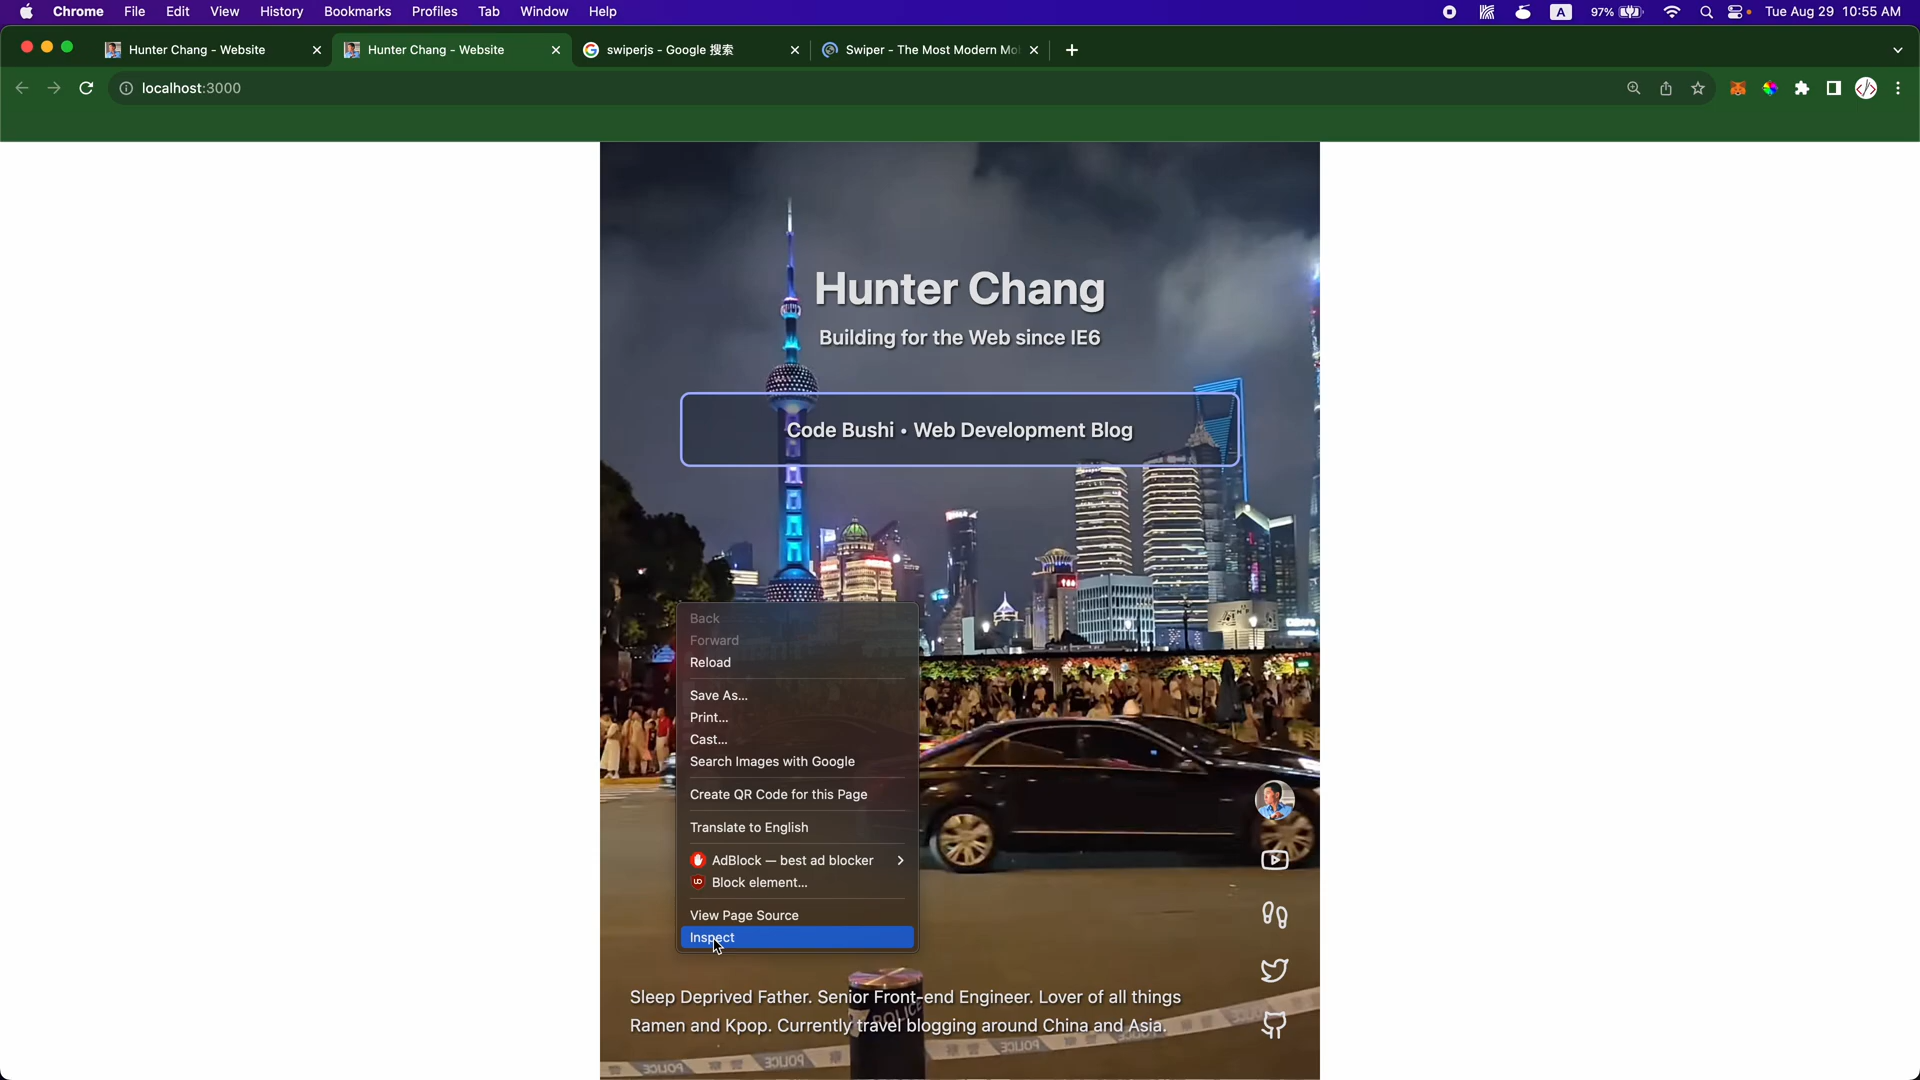 Chrome File Edit View History Bookmarks Profiles Tab Window Help A 97% Tue Aug 29 10:55 AM
Hunter Chang - Website Hunter Chang - Website swiperjs - Google 搜索 Swiper - The Most Modern Mo
localhost:3000
Hunter Chang
Building for the Web since IE6
Code Bushi • Web Development Blog
Back
Forward
Reload
Save As...
Print...
Cast...
Search Images with Google
Create QR Code for this Page
Translate to English
AdBlock — best ad blocker
Block element...
View Page Source
Inspect
Sleep Deprived Father. Senior Front-end Engineer. Lover of all things
Ramen and Kpop. Currently travel blogging around China and Asia.
POLICE
POLICE
POLICE
POLICE